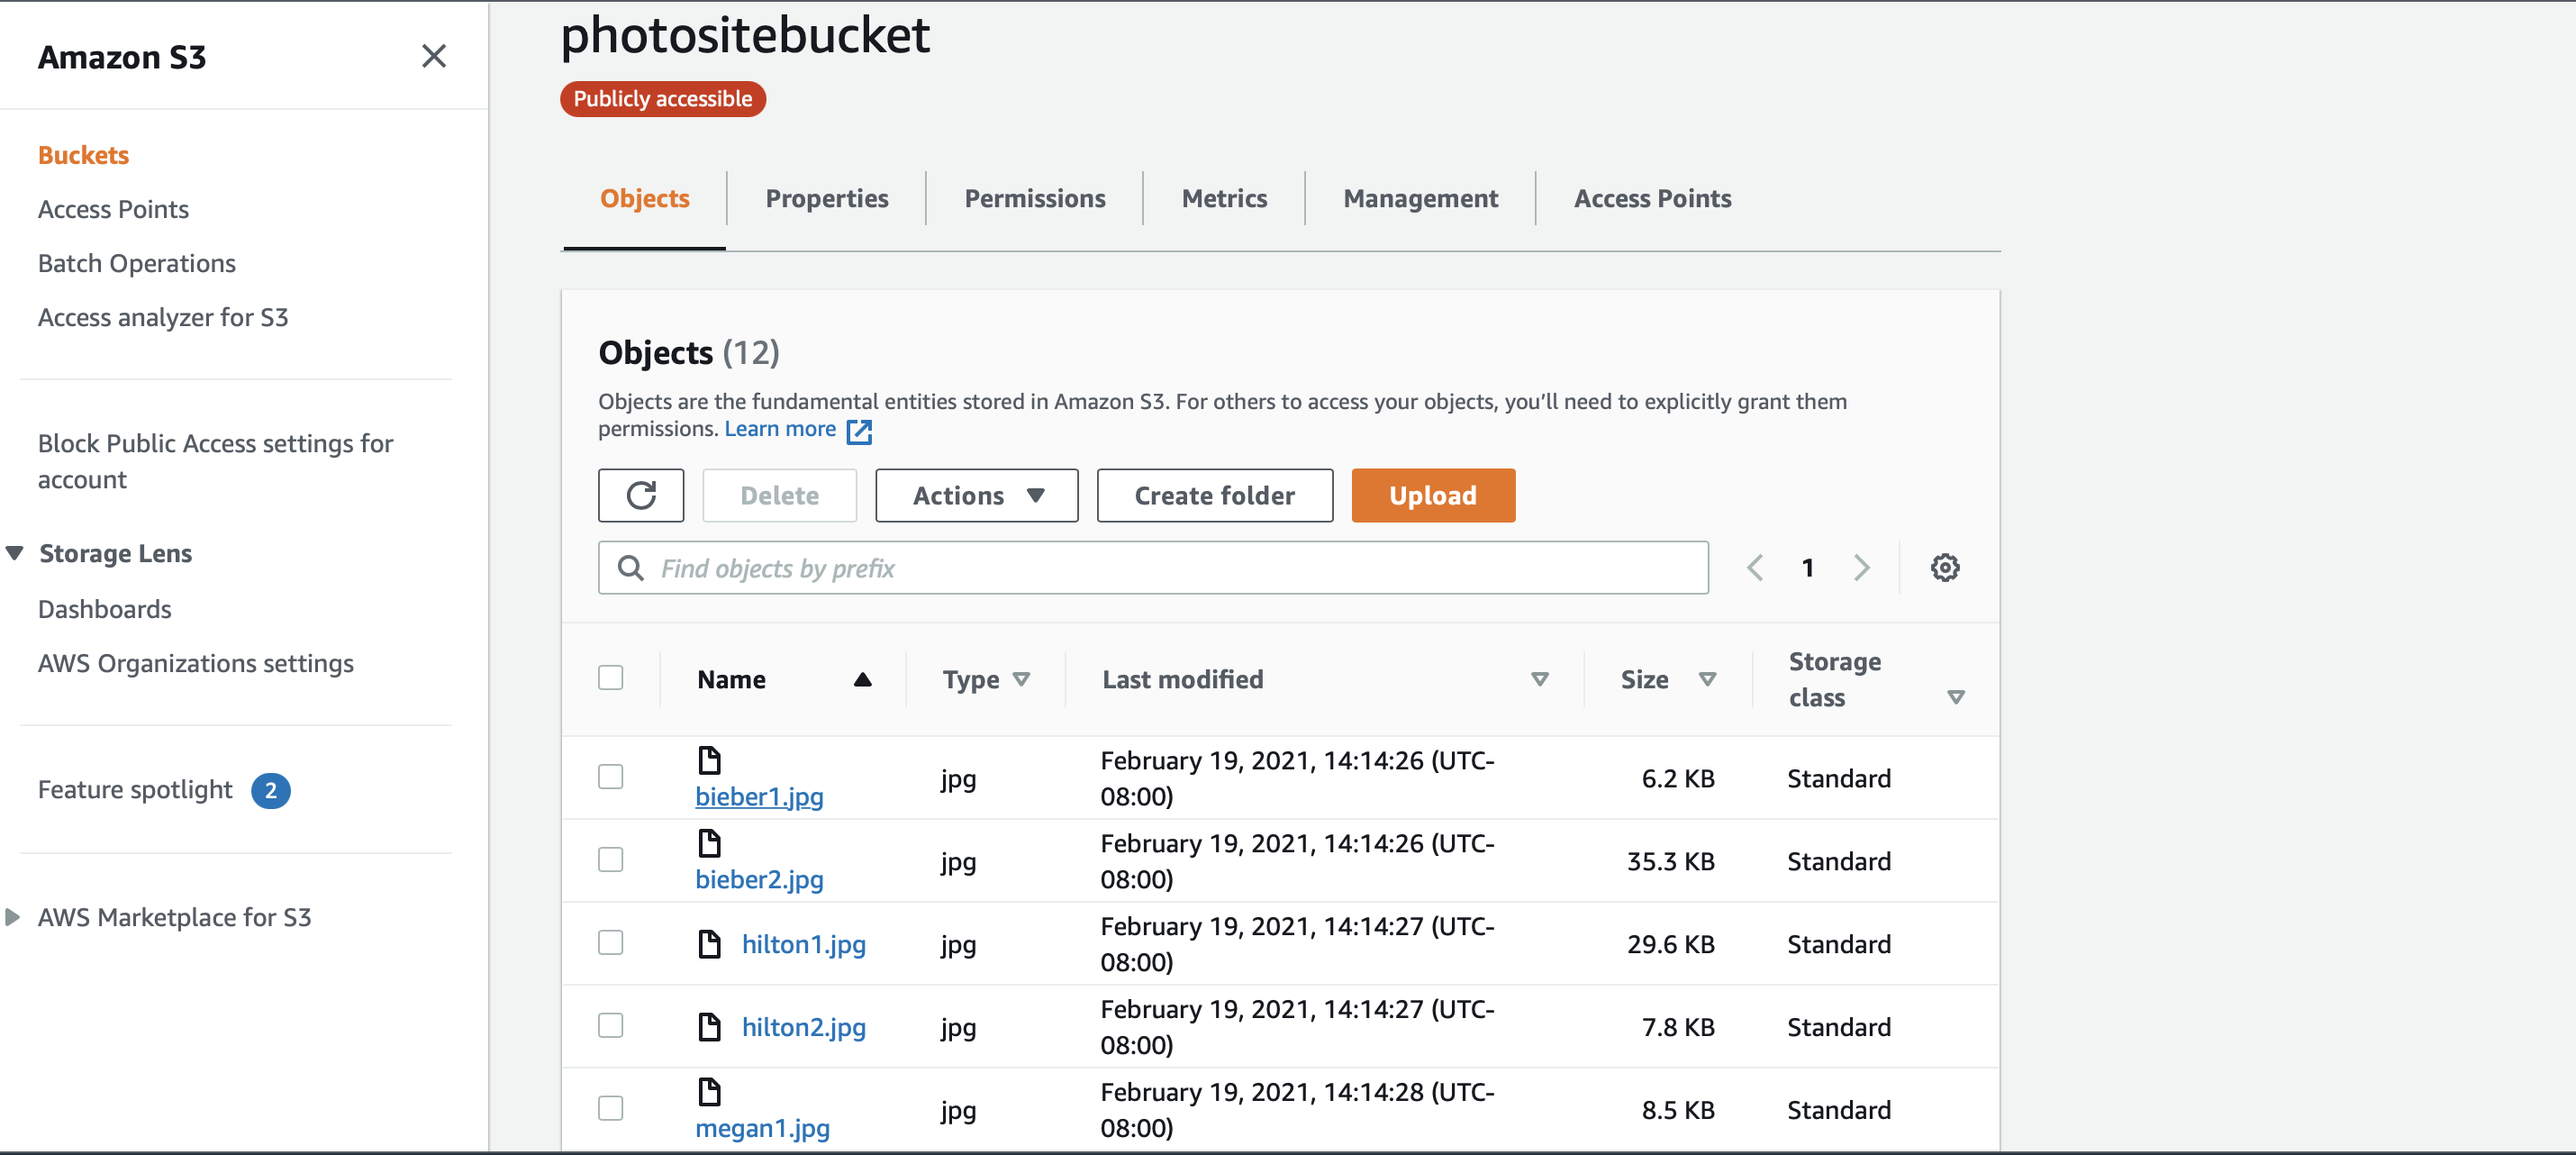 Amazon S3
Buckets
Access Points
Batch Operations
Access analyzer for S3
Block Public Access settings for
account
Storage Lens
Dashboards
AWS Organizations settings
Feature spotlight 2
AWS Marketplace for S3
photositebucket
Publicly accessible
Objects Properties Permissions Metrics Management Access Points
Objects (12)
Objects are the fundamental entities stored in Amazon S3. For others to access your objects, you’ll need to explicitly grant them
permissions. Learn more
Delete Actions Create folder Upload
Find objects by prefix 1
Name Type Last modified Size Storage
class
bieber1.jpg jpg February 19, 2021, 14:14:26 (UTC-
08:00) 6.2 KB Standard
bieber2.jpg jpg February 19, 2021, 14:14:26 (UTC-
08:00) 35.3 KB Standard
hilton1.jpg jpg February 19, 2021, 14:14:27 (UTC-
08:00) 29.6 KB Standard
hilton2.jpg jpg February 19, 2021, 14:14:27 (UTC-
08:00) 7.8 KB Standard
megan1.jpg jpg February 19, 2021, 14:14:28 (UTC-
08:00) 8.5 KB Standard